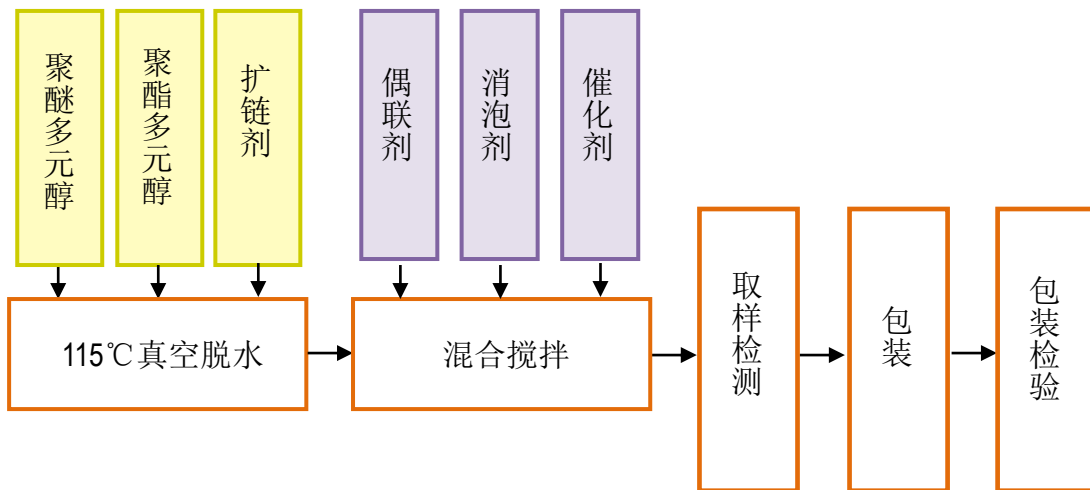 聚醚多元醇
聚酯多元醇
扩链剂
偶联剂
消泡剂
催化剂
115℃真空脱水
混合搅拌
取样检测
包装
包装检验